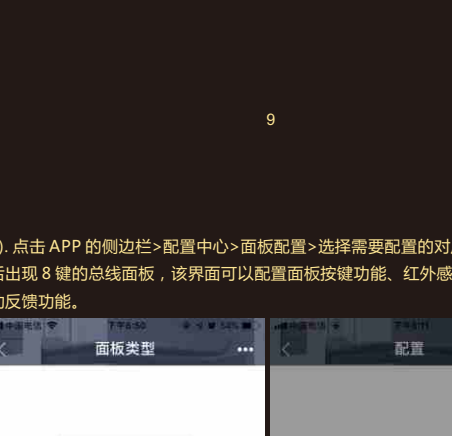 9
). 点击 APP 的侧边栏>配置中心>面板配置>选择需要配置的对
后出现 8 键的总线面板，该界面可以配置面板按键功能、红外感
动反馈功能。
中国电信 下午6:50 54%
面板类型 •••
配置